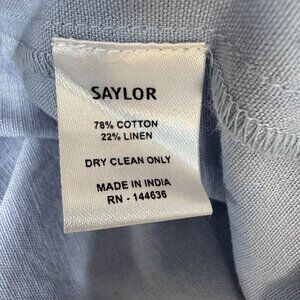 SAYLOR
78% COTTON
22% LINEN
DRY CLEAN ONLY
MADE IN INDIA
RN - 144636